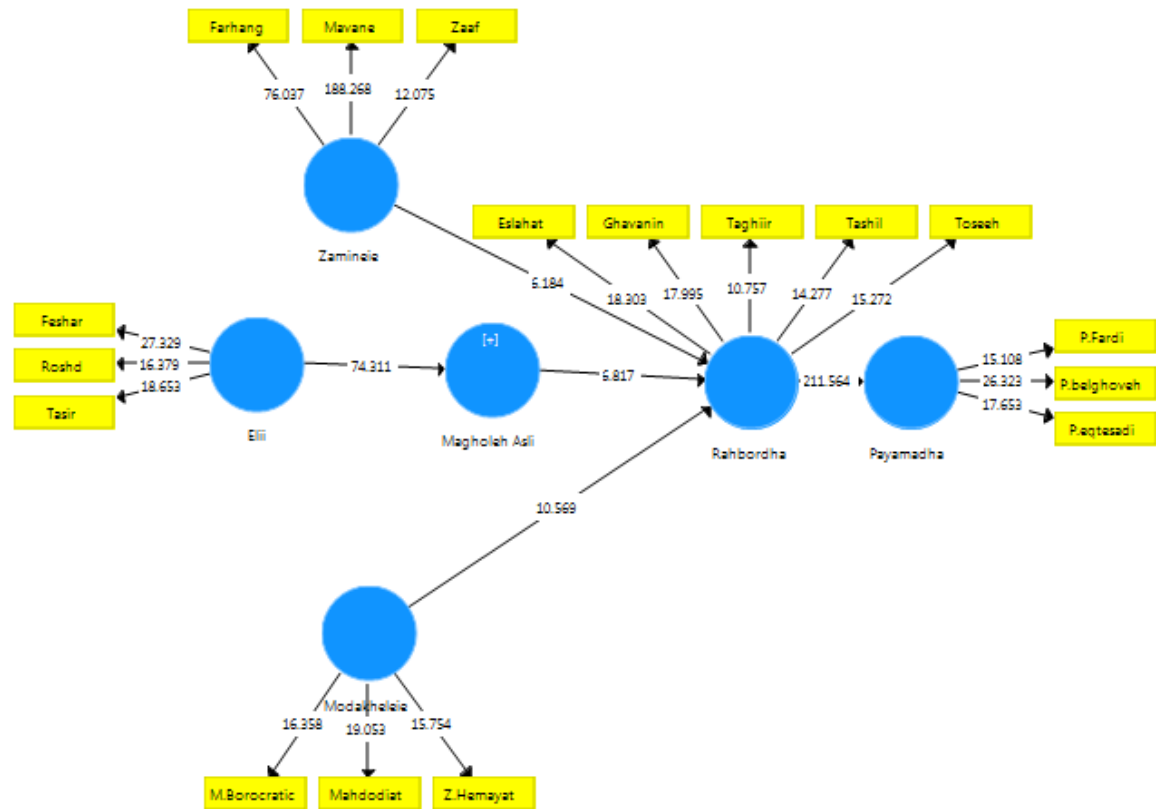 Farhang Mavane Zaaf
76.037 188.268 12.075
Zamineie
Eslahat Ghavanin Taghiir Tashil Toseeh
6.184 18.303 17.995 10.757 14.277 15.272
Feshar
Roshd
Tasir
27.329
16.379
18.653
Elii
74.311
[+]
Magholeh Asli
6.817
Rahbordha
211.564
Payamadha
15.108
26.323
17.653
P.Fardi
P.belghoveh
P.eqtesadi
10.569
Modakheleie
16.358 19.053 15.754
M.Borocratic Mahdodiat Z.Hemayat